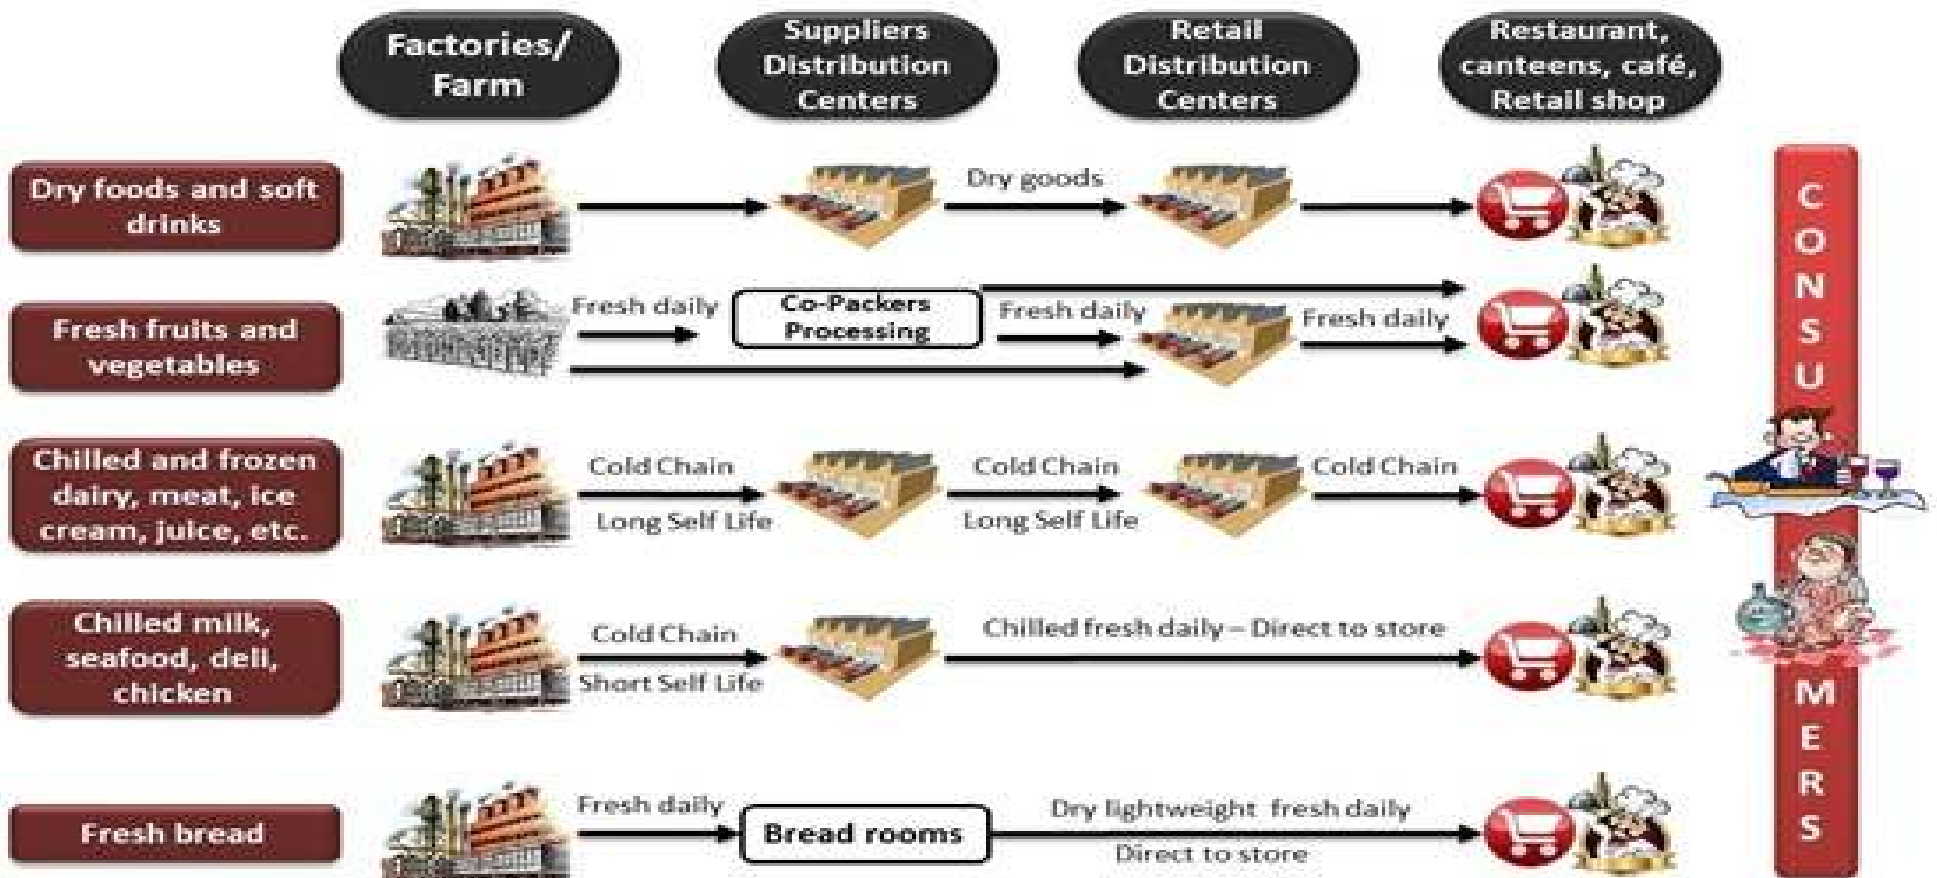 Factories/
Farm
Suppliers
Distribution
Centers
Retail
Distribution
Centers
Restaurant,
canteens, café,
Retail shop
Dry foods and soft
drinks
Dry goods
Fresh fruits and
vegetables
Fresh daily
Co-Packers
Processing
Fresh daily
Fresh daily
Chilled and frozen
dairy, meat, ice
cream, juice, etc.
Cold Chain
Long Self Life
Cold Chain
Long Self Life
Cold Chain
Chilled milk,
seafood, deli,
chicken
Cold Chain
Short Self Life
Chilled fresh daily – Direct to store
Fresh bread
Fresh daily
Bread rooms
Dry lightweight fresh daily
Direct to store
C
O
N
S
U
M
E
R
S